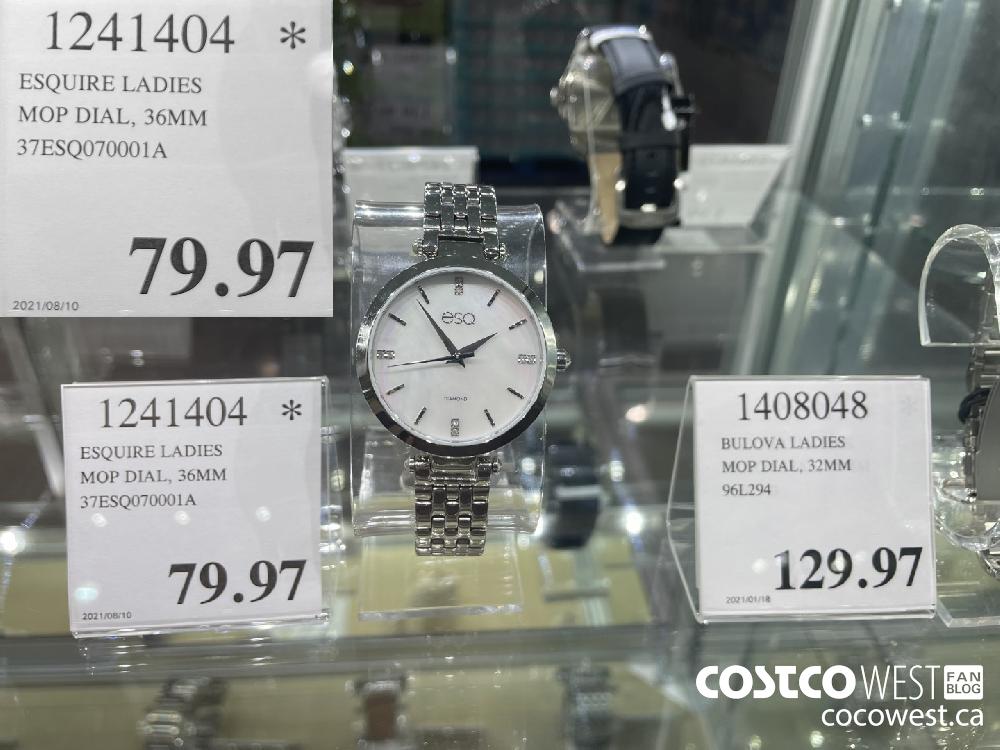 1241404 *
ESQUIRE LADIES
MOP DIAL, 36MM
37ESQ070001A
79.97
2021/08/10
esQ
DIAMOND
1241404 *
ESQUIRE LADIES
MOP DIAL, 36MM
37ESQ070001A
79.97
2021/08/10
1408048 *
BULOVA LADIES
MOP DIAL, 32MM
96L294
129.97
2021/01/18
COSTCO WEST FAN BLOG
cocowest.ca